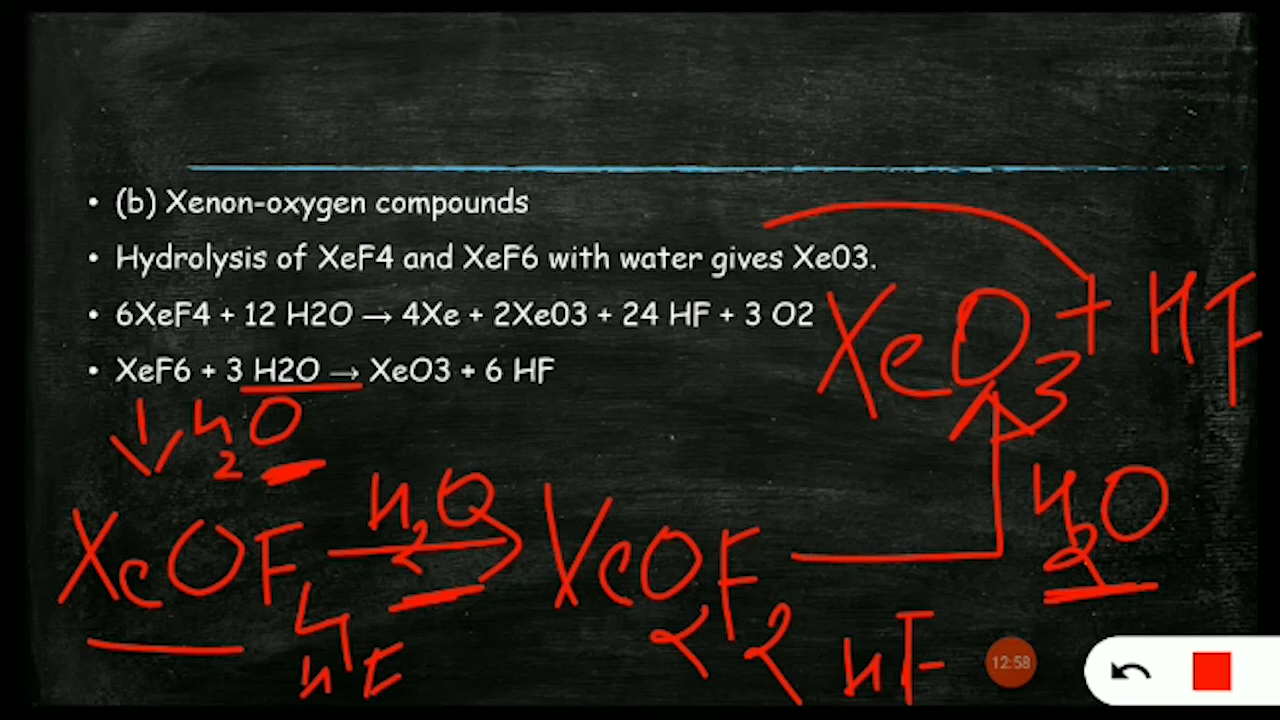 • (b) Xenon-oxygen compounds
• Hydrolysis of XeF4 and XeF6 with water gives Xe03.
• 6XeF4 + 12 H2O → 4Xe + 2Xe03 + 24 HF + 3 O2
• XeF6 + 3 H2O → XeO3 + 6 HF
XeO3 + HF
H2O
XeOF4 H2O XeOF2 H2O
HF 2HF
12:58